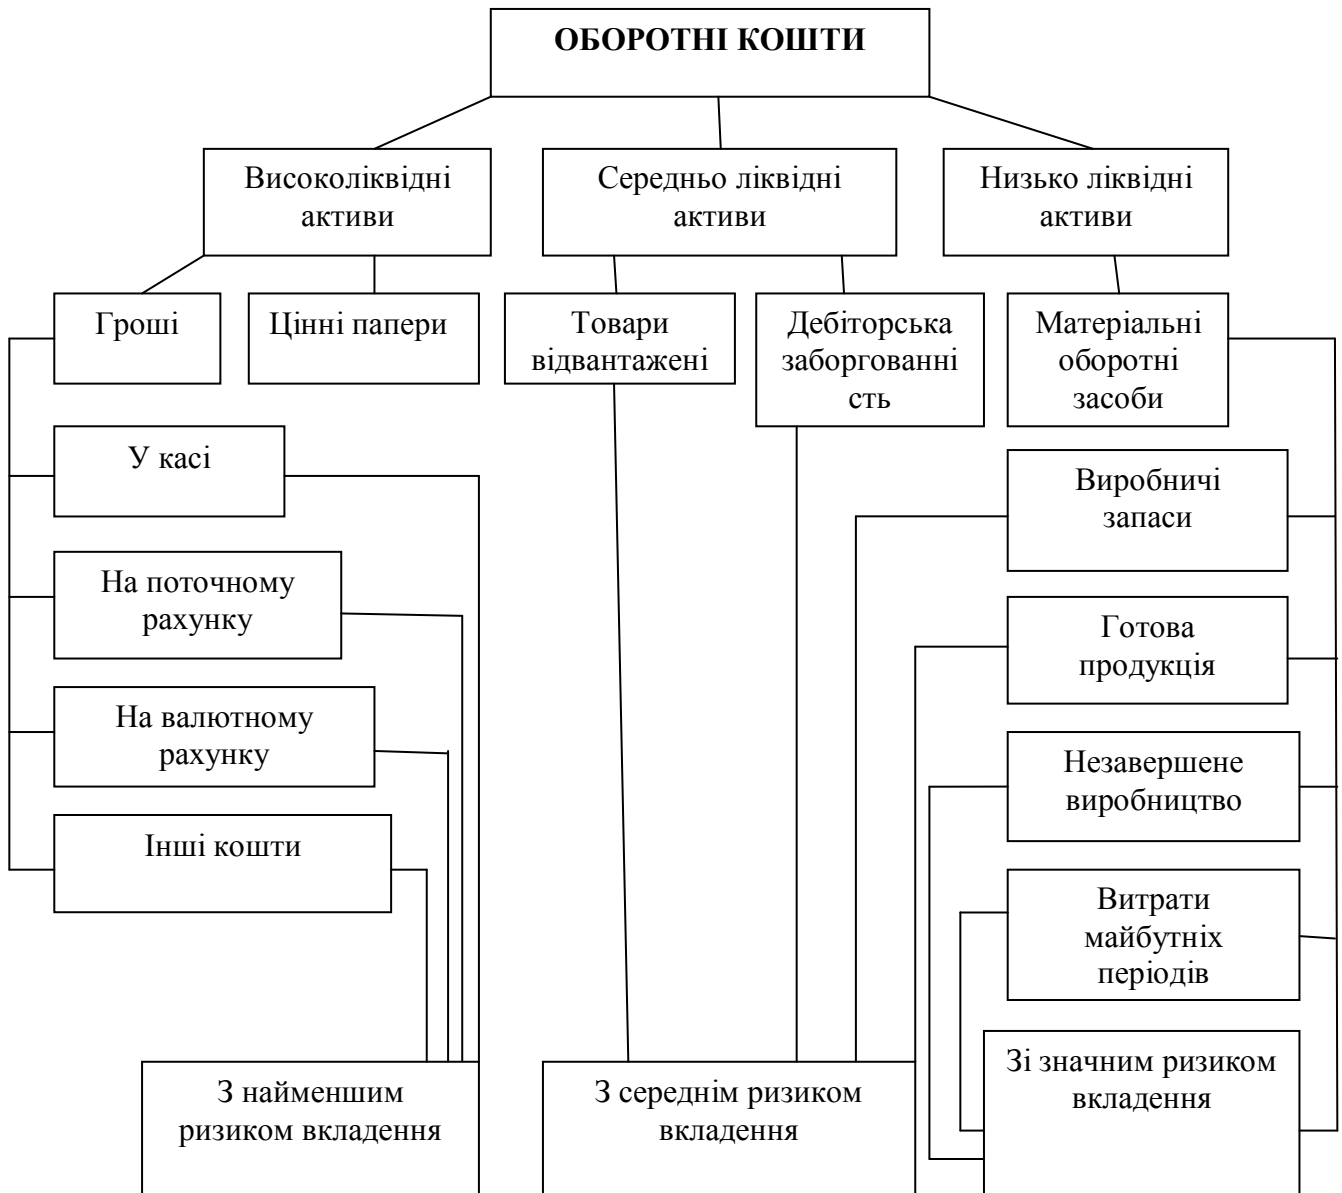 ОБОРОТНІ КОШТИ
Високоліквідні
активи
Середньо ліквідні
активи
Низько ліквідні
активи
Гроші
Цінні папери
Товари
відвантажені
Дебіторська
заборгованні
сть
Матеріальні
оборотні
засоби
У касі
Виробничі
запаси
На поточному
рахунку
Готова
продукція
На валютному
рахунку
Незавершене
виробництво
Інші кошти
Витрати
майбутніх
періодів
З найменшим
ризиком вкладення
З середнім ризиком
вкладення
Зі значним ризиком
вкладення